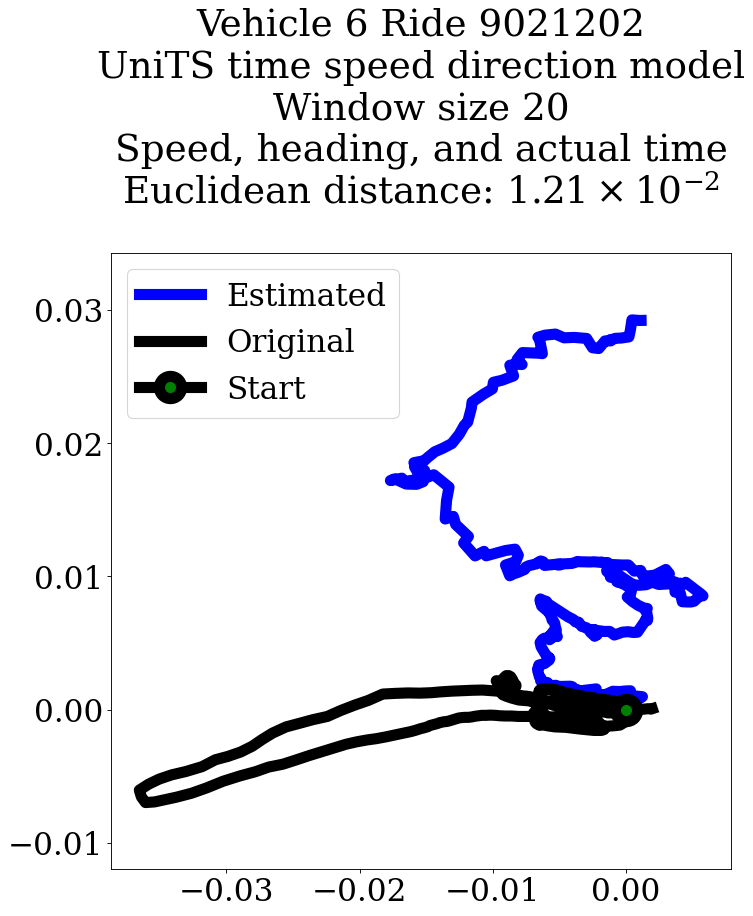 Vehicle 6 Ride 9021202
UniTS time speed direction model
Window size 20
Speed, heading, and actual time
Euclidean distance: 1.21 × 10⁻²
Estimated
Original
Start
0.03
0.02
0.01
0.00
−0.01
−0.03 −0.02 −0.01 0.00